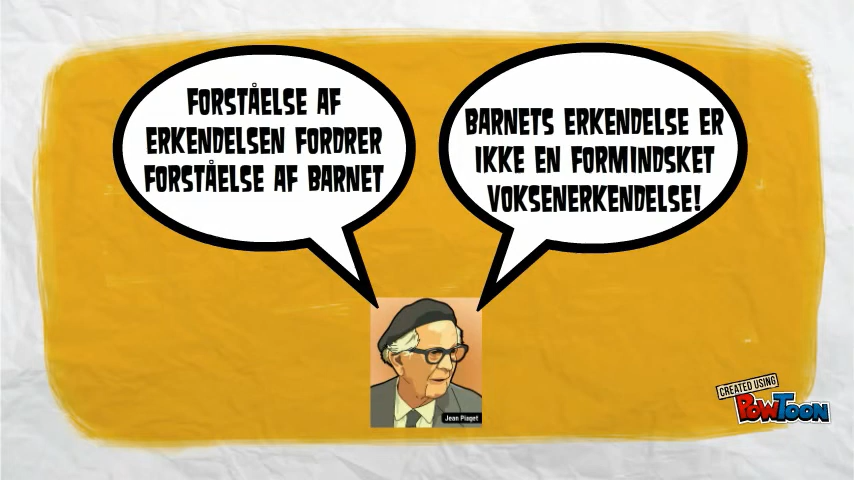 FORSTÅELSE AF
ERKENDELSEN FORDRER
FORSTÅELSE AF BARNET
BARNETS ERKENDELSE ER
IKKE EN FORMINDSKET
VOKSENERKENDELSE!
Jean Piaget
CREATED USING
POWTOON